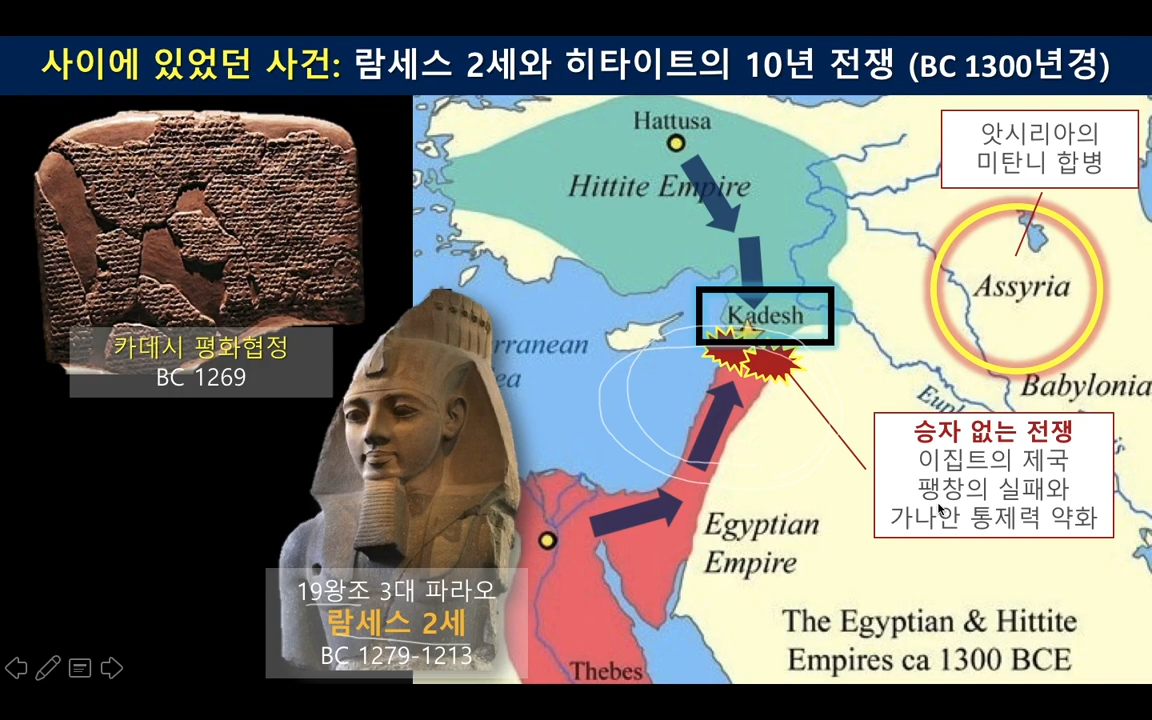 사이에 있었던 사건: 람세스 2세와 히타이트의 10년 전쟁 (BC 1300년경)
카데시 평화협정
BC 1269
19왕조 3대 파라오
람세스 2세
BC 1279-1213
Hattusa
Hittite Empire
앗시리아의
미탄니 합병
Assyria
Kadesh
rranean
ea
Babylonia
Euph
승자 없는 전쟁
이집트의 제국
팽창의 실패와
가나안 통제력 약화
Egyptian
Empire
The Egyptian & Hittite
Empires ca 1300 BCE
Thebes